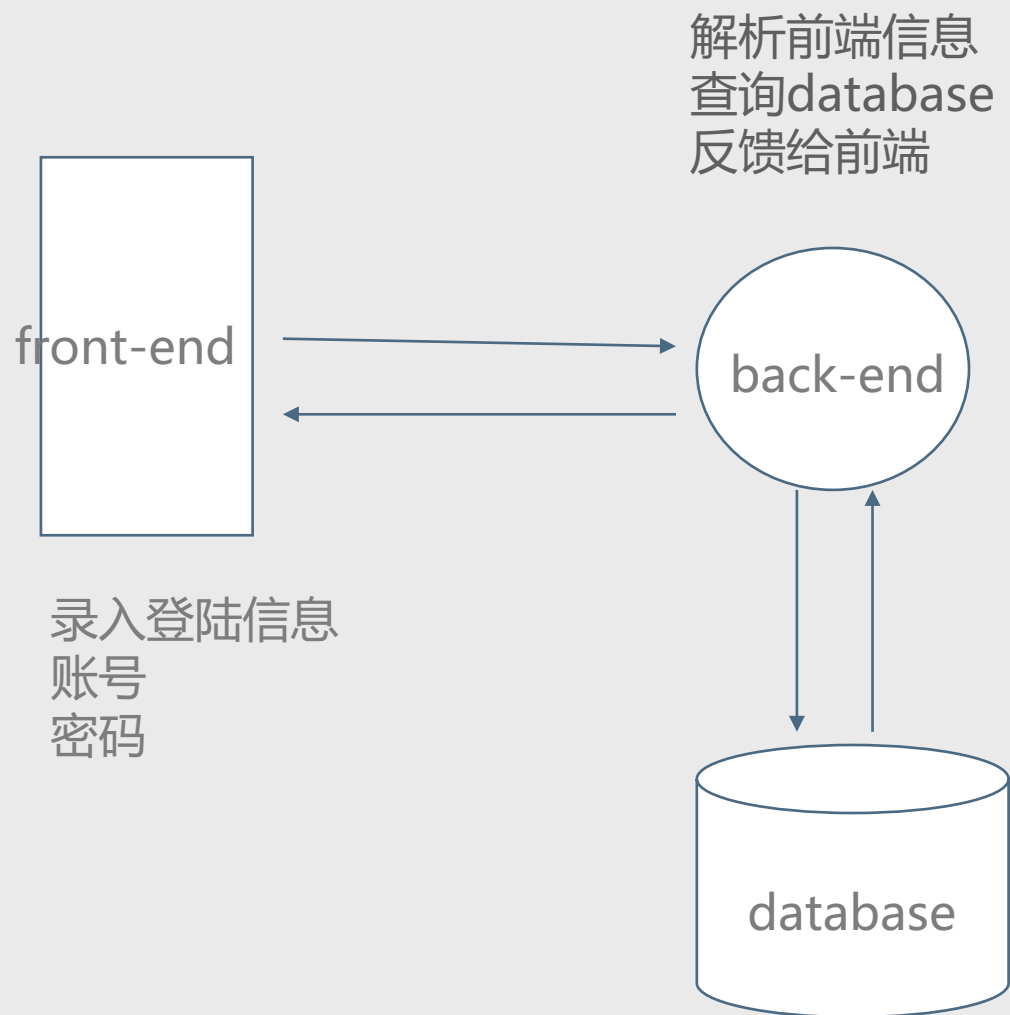 解析前端信息
查询database
反馈给前端
front-end
back-end
录入登陆信息
账号
密码
database